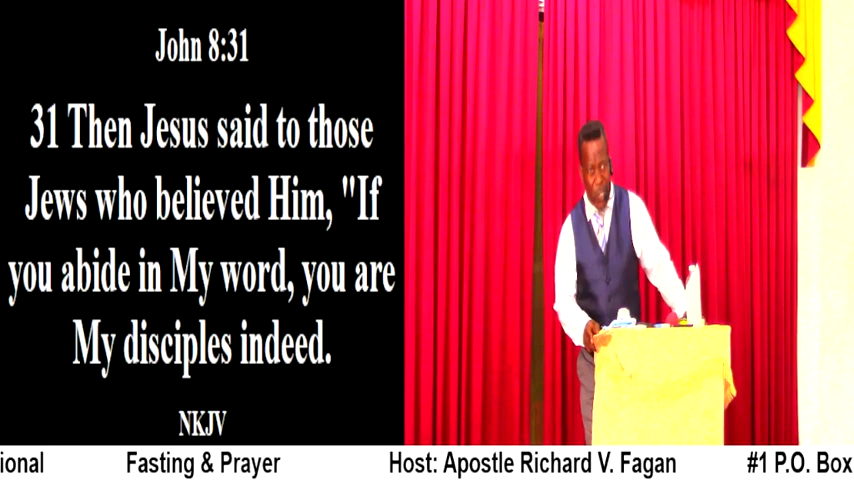 John 8:31
31 Then Jesus said to those
Jews who believed Him, "If
you abide in My word, you are
My disciples indeed.
NKJV
ional Fasting & Prayer Host: Apostle Richard V. Fagan #1 P.O. Box